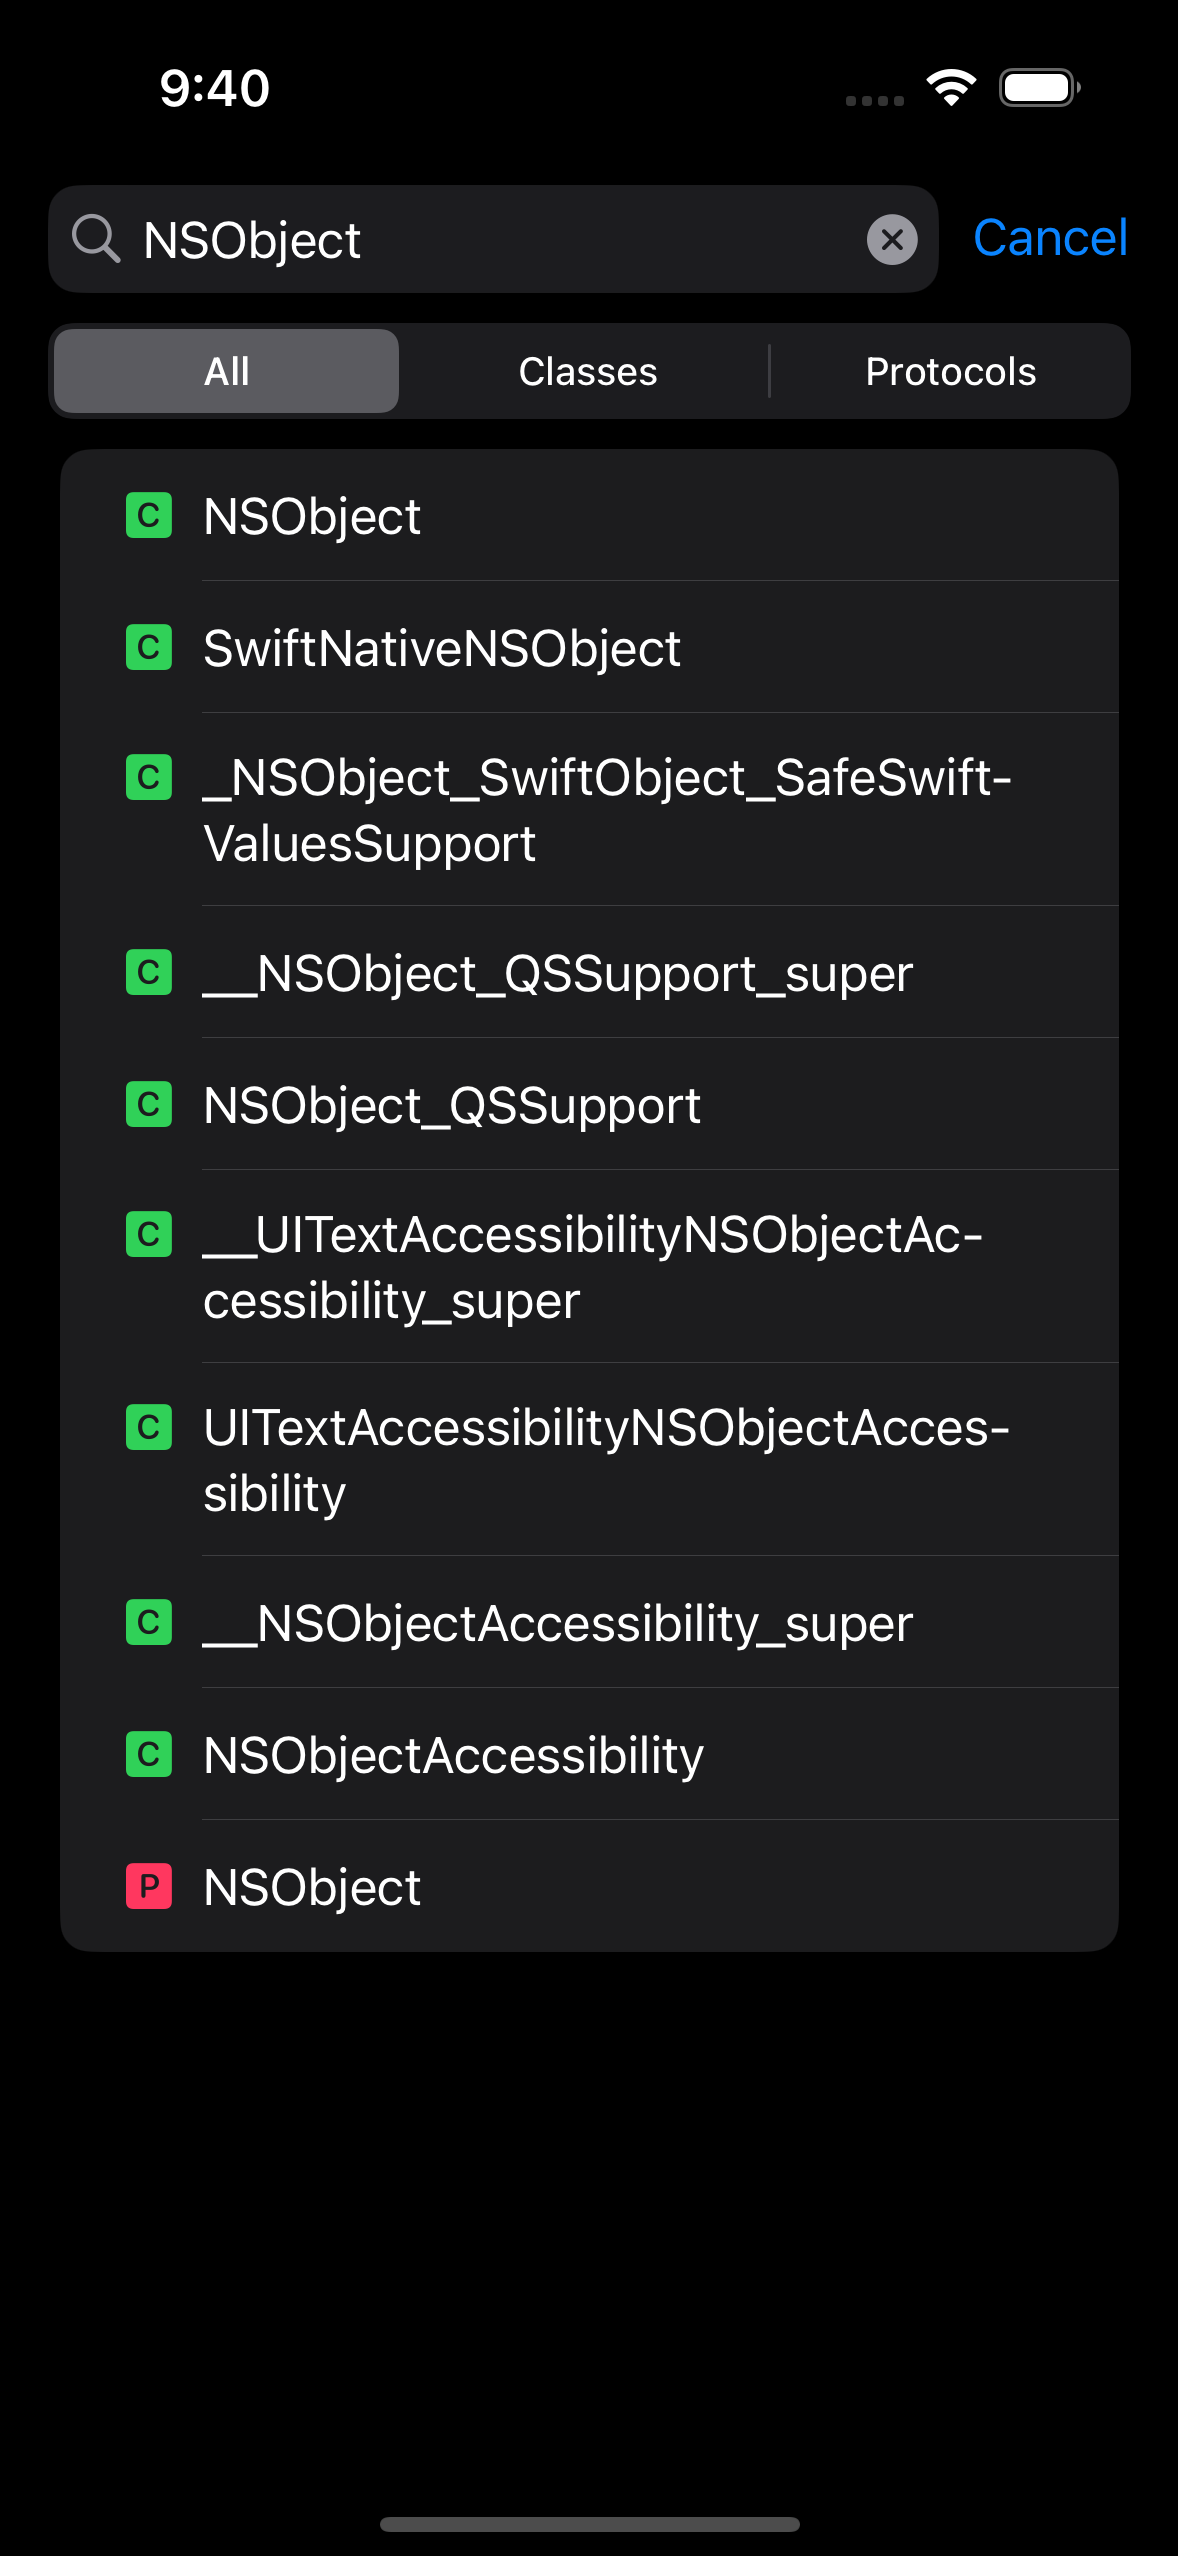 9:40
NSObject
Cancel
All
Classes
Protocols
C NSObject
C SwiftNativeNSObject
C _NSObject_SwiftObject_SafeSwift-
ValuesSupport
C __NSObject_QSSupport_super
C NSObject_QSSupport
C __UITextAccessibilityNSObjectAc-
cessibility_super
C UITextAccessibilityNSObjectAcces-
sibility
C __NSObjectAccessibility_super
C NSObjectAccessibility
P NSObject